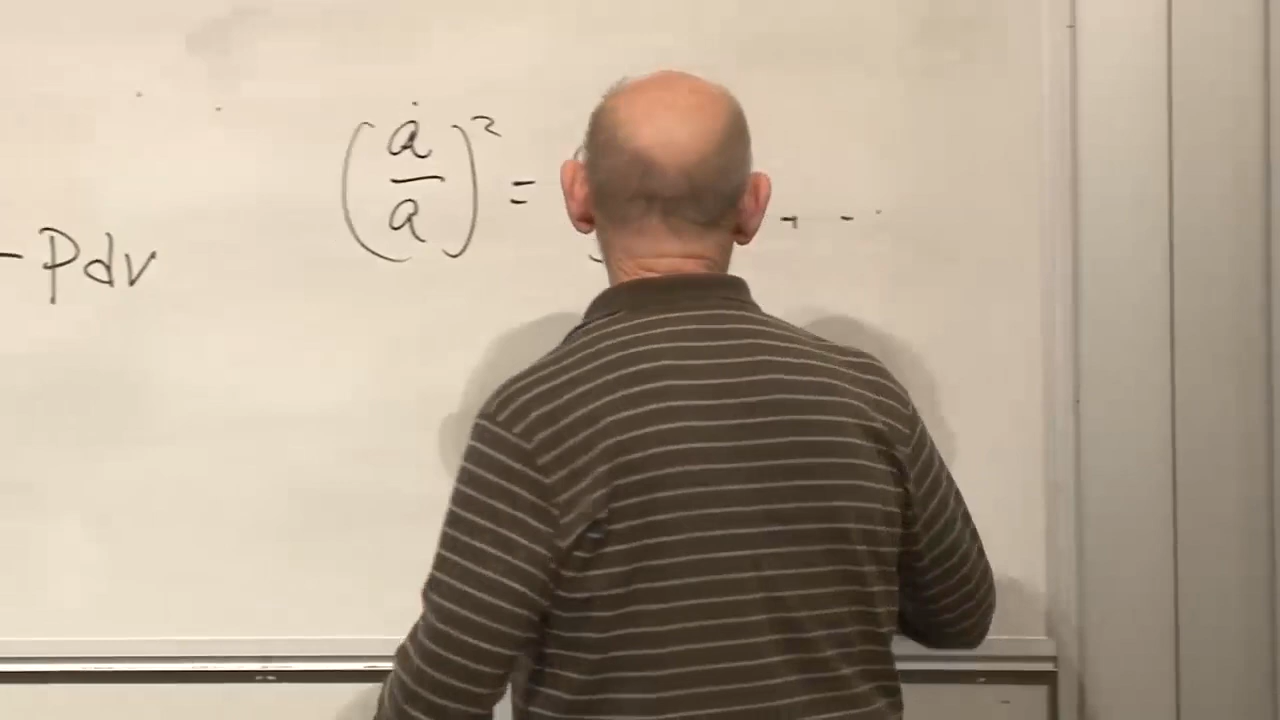 (ȧ/a)² =
- Pdv